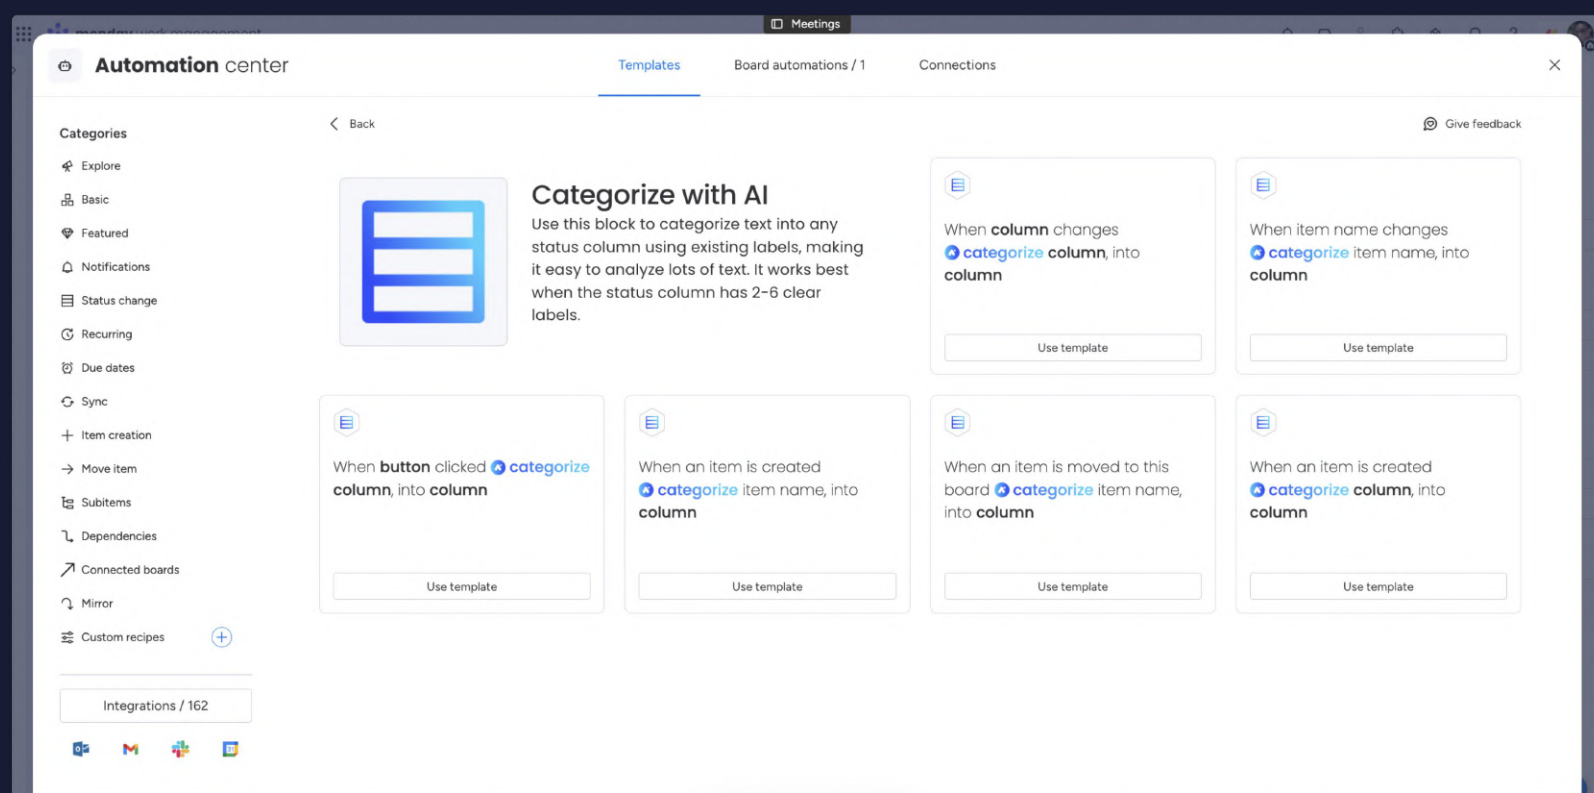 Meetings
monday work management
Automation center
Templates
Board automations / 1
Connections
Categories
Explore
Basic
Featured
Notifications
Status change
Recurring
Due dates
Sync
Item creation
Move item
Subitems
Dependencies
Connected boards
Mirror
Custom recipes
Integrations / 162
Back
Give feedback
Categorize with AI
Use this block to categorize text into any
status column using existing labels, making
it easy to analyze lots of text. It works best
when the status column has 2-6 clear
labels.
When column changes
categorize column, into
column
Use template
When item name changes
categorize item name, into
column
Use template
When button clicked categorize
column, into column
Use template
When an item is created
categorize item name, into
column
Use template
When an item is moved to this
board categorize item name,
into column
Use template
When an item is created
categorize column, into
column
Use template